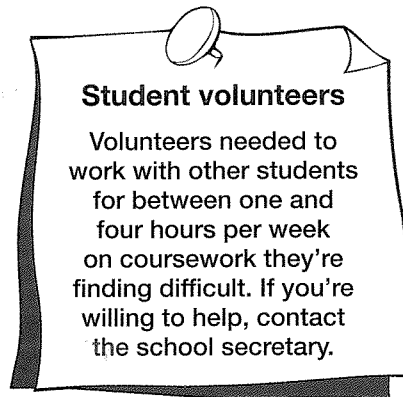 Student volunteers
Volunteers needed to
work with other students
for between one and
four hours per week
on coursework they're
finding difficult. If you're
willing to help, contact
the school secretary.